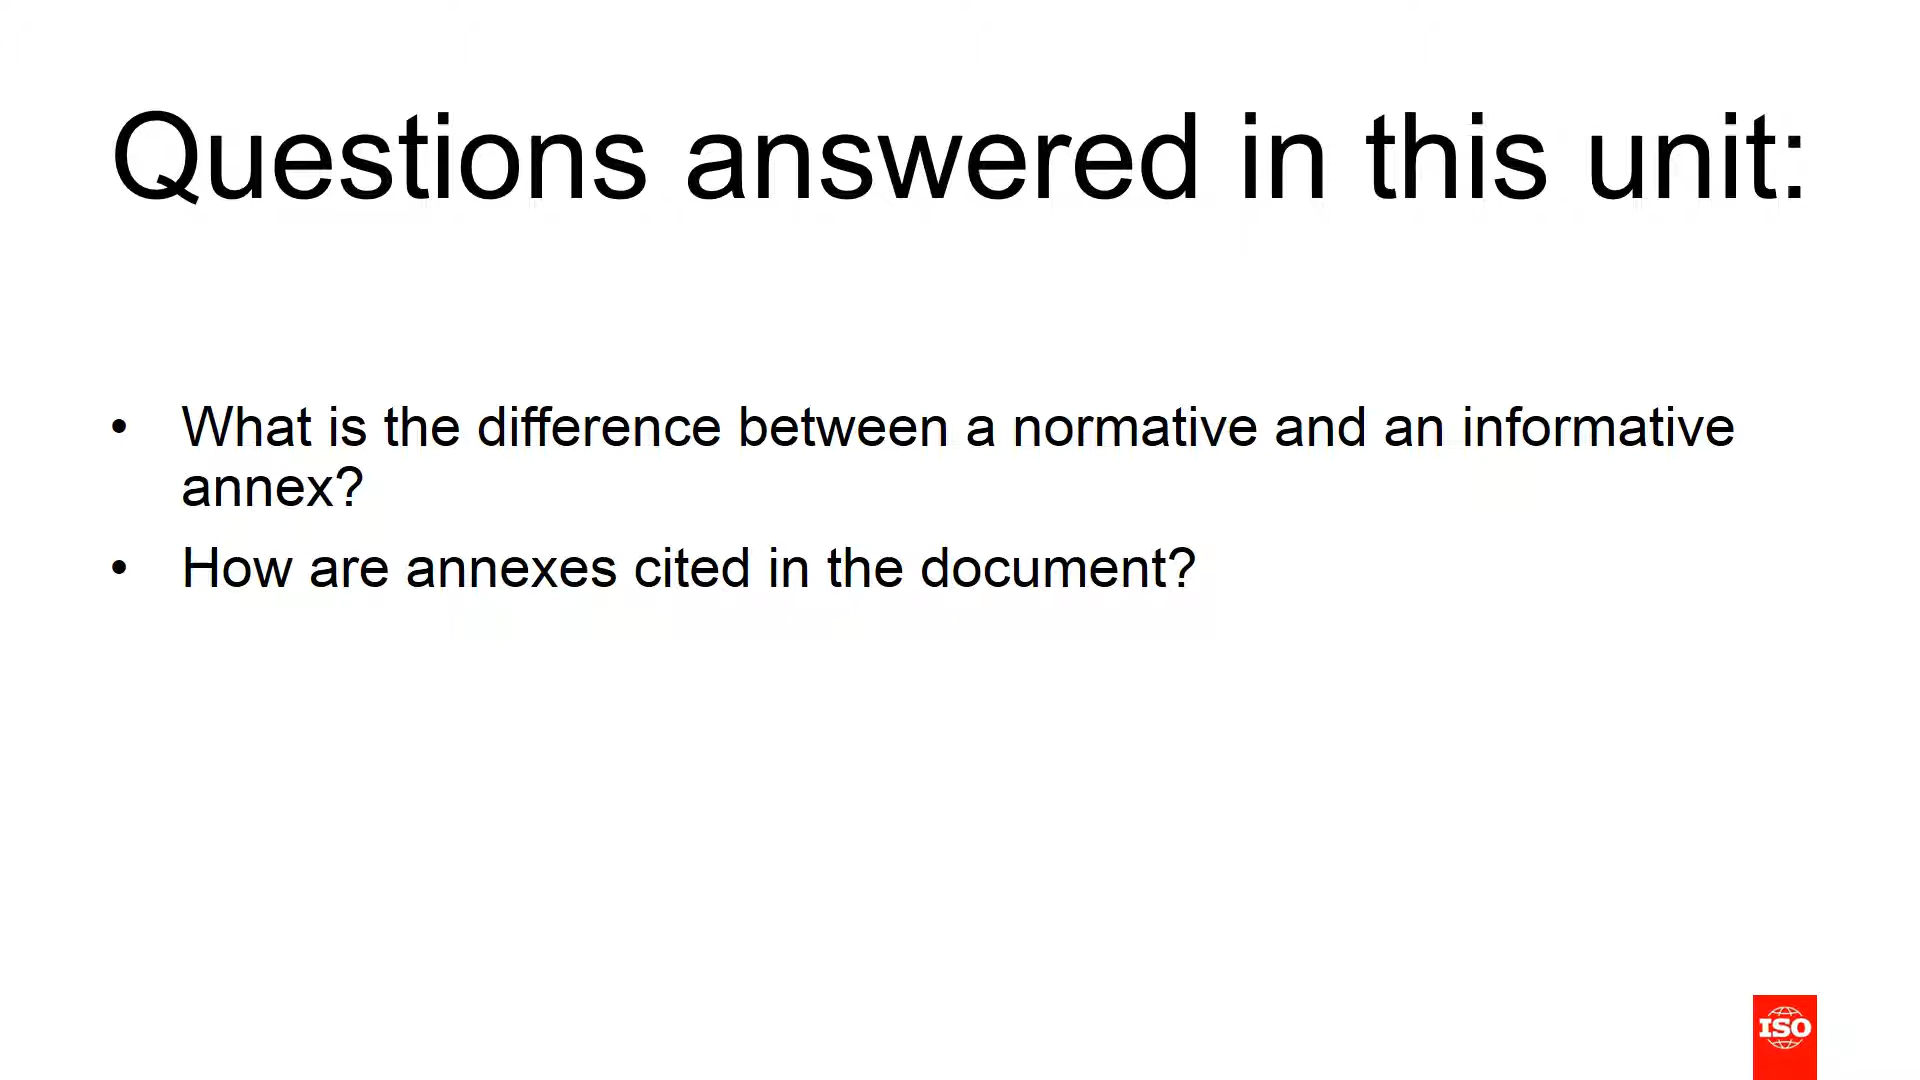 Questions answered in this unit:
• What is the difference between a normative and an informative
annex?
• How are annexes cited in the document?
ISO